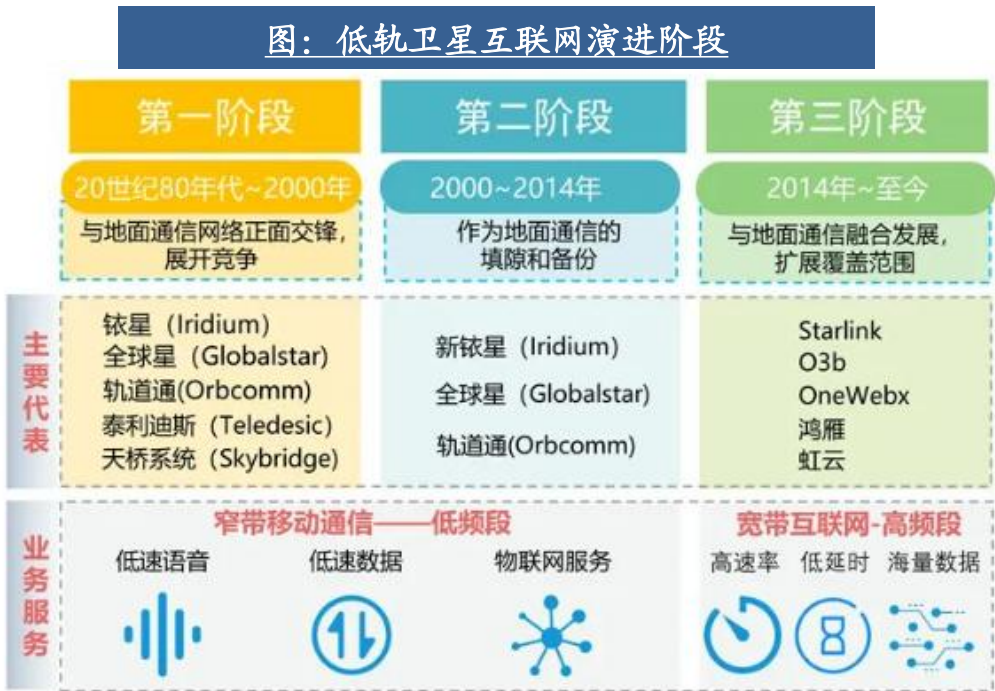 图：低轨卫星互联网演进阶段
第一阶段
第二阶段
第三阶段
20世纪80年代~2000年
2000~2014年
2014年~至今
与地面通信网络正面交锋，
展开竞争
作为地面通信的
填隙和备份
与地面通信融合发展，
扩展覆盖范围
主要代表
铱星（Iridium）
全球星（Globalstar)
轨道通(Orbcomm)
泰利迪斯（Teledesic）
天桥系统（Skybridge)
新铱星（Iridium）
全球星（Globalstar)
轨道通(Orbcomm)
Starlink
O3b
OneWebx
鸿雁
虹云
业务服务
窄带移动通信——低频段
低速语音
低速数据
物联网服务
宽带互联网-高频段
高速率
低延时
海量数据